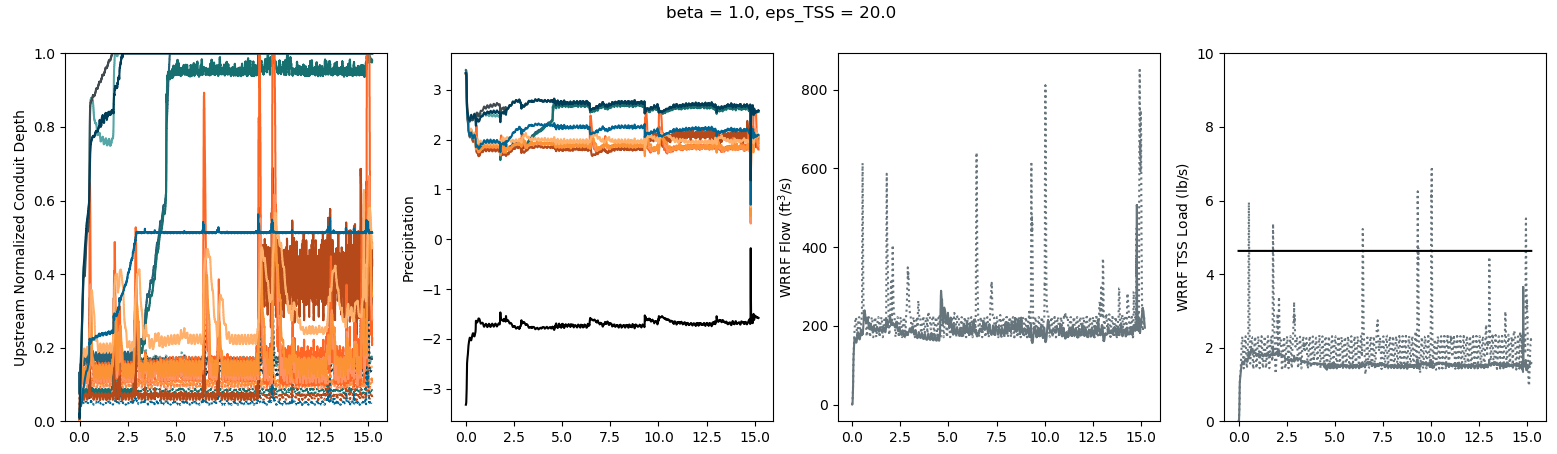 beta = 1.0, eps_TSS = 20.0
Upstream Normalized Conduit Depth
1.0
0.8
0.6
0.4
0.2
0.0
0.0 2.5 5.0 7.5 10.0 12.5 15.0
Precipitation
3
2
1
0
−1
−2
−3
0.0 2.5 5.0 7.5 10.0 12.5 15.0
WRRF Flow (ft³/s)
800
600
400
200
0
0.0 2.5 5.0 7.5 10.0 12.5 15.0
WRRF TSS Load (lb/s)
10
8
6
4
2
0
0.0 2.5 5.0 7.5 10.0 12.5 15.0